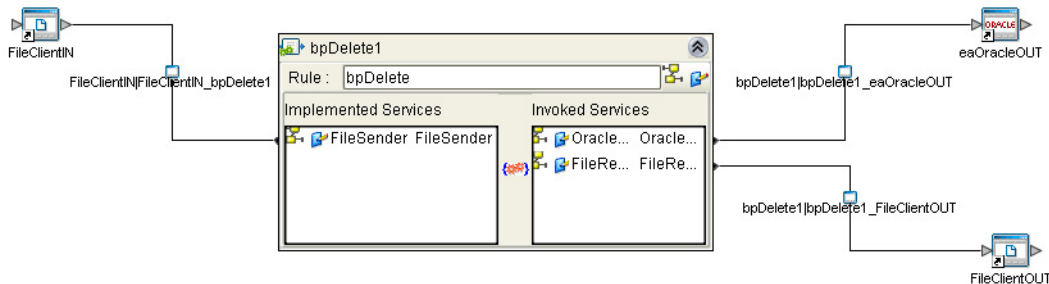 FileClientIN
FileClientIN|FileClientIN_bpDelete1
bpDelete1
Rule : bpDelete
Implemented Services
FileSender FileSender
Invoked Services
Oracle... Oracle...
FileRe... FileRe...
ORACLE
eaOracleOUT
bpDelete1|bpDelete1_eaOracleOUT
bpDelete1|bpDelete1_FileClientOUT
FileClientOUT